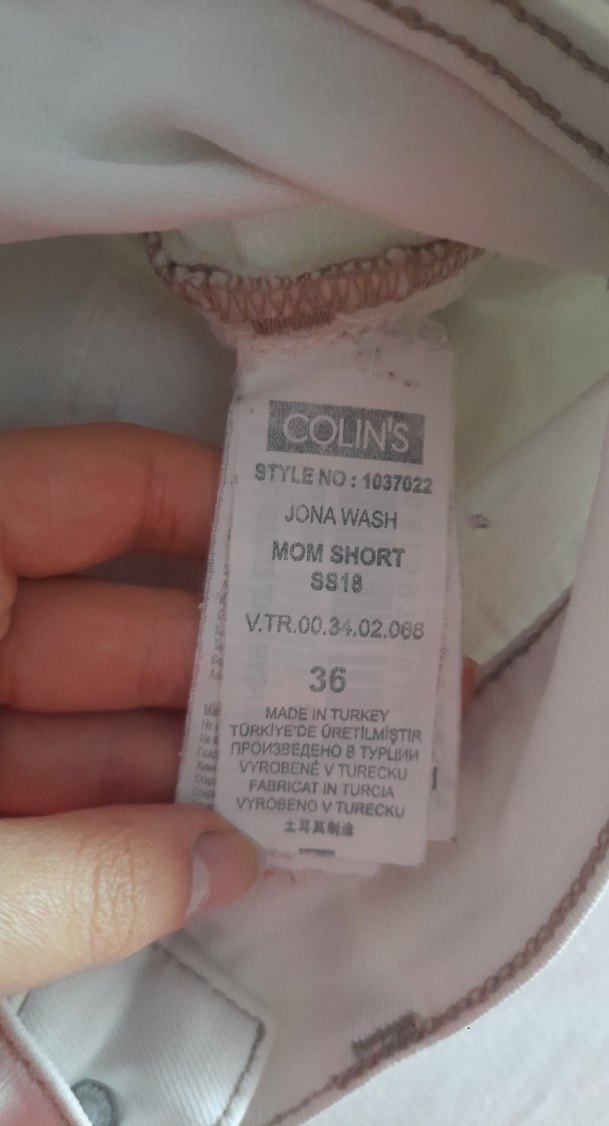 COLIN'S
STYLE NO : 1037022
JONA WASH
MOM SHORT
SS18
V.TR.00.34.02.066
36
MADE IN TURKEY
TÜRKİYE'DE ÜRETİLMİŞTİR
ПРОИЗВЕДЕНО В ТУРЦИИ
VYROBENÉ V TURECKU
FABRICAT IN TURCIA
VYROBENO V TURECKU
土耳其制造